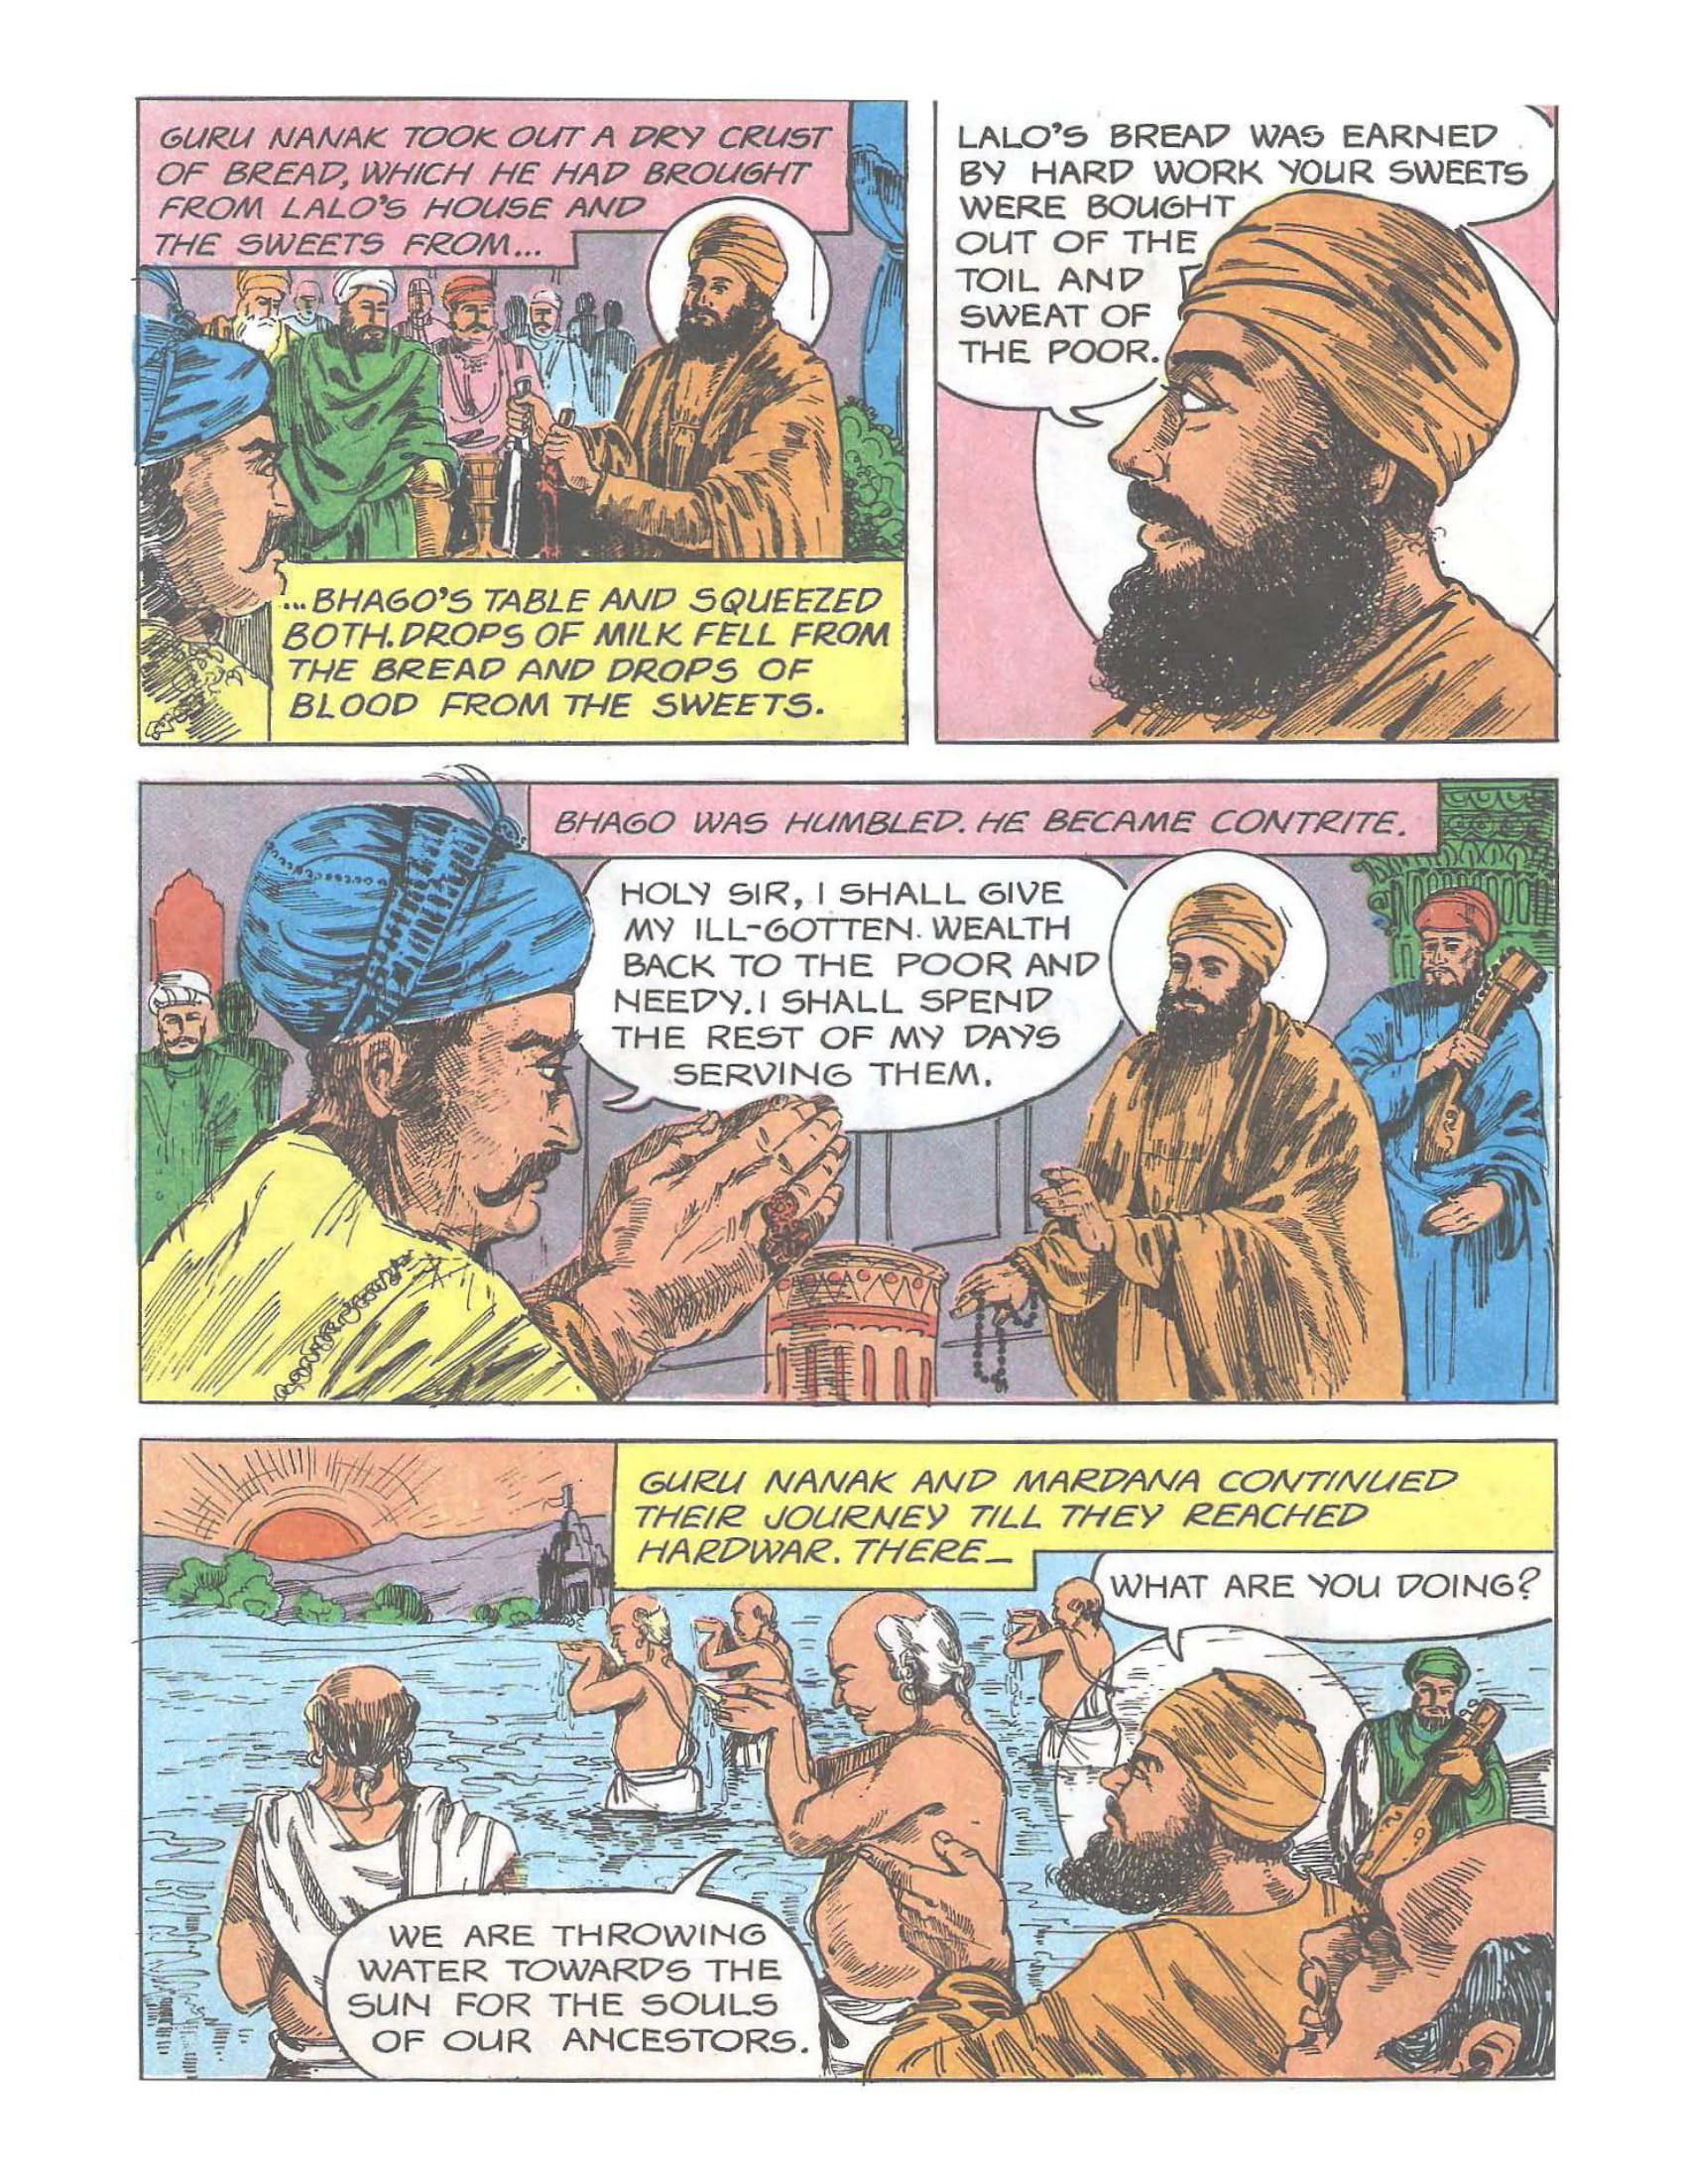 GURU NANAK TOOK OUT A DRY CRUST
OF BREAD, WHICH HE HAD BROUGHT
FROM LALO'S HOUSE AND
THE SWEETS FROM...
...BHAGO'S TABLE AND SQUEEZED
BOTH. DROPS OF MILK FELL FROM
THE BREAD AND DROPS OF
BLOOD FROM THE SWEETS.
LALO'S BREAD WAS EARNED
BY HARD WORK YOUR SWEETS
WERE BOUGHT
OUT OF THE
TOIL AND
SWEAT OF
THE POOR.
BHAGO WAS HUMBLED. HE BECAME CONTRITE.
HOLY SIR, I SHALL GIVE
MY ILL-GOTTEN. WEALTH
BACK TO THE POOR AND
NEEDY. I SHALL SPEND
THE REST OF MY DAYS
SERVING THEM.
GURU NANAK AND MARDANA CONTINUED
THEIR JOURNEY TILL THEY REACHED
HARDWAR. THERE—
WHAT ARE YOU DOING?
WE ARE THROWING
WATER TOWARDS THE
SUN FOR THE SOULS
OF OUR ANCESTORS.